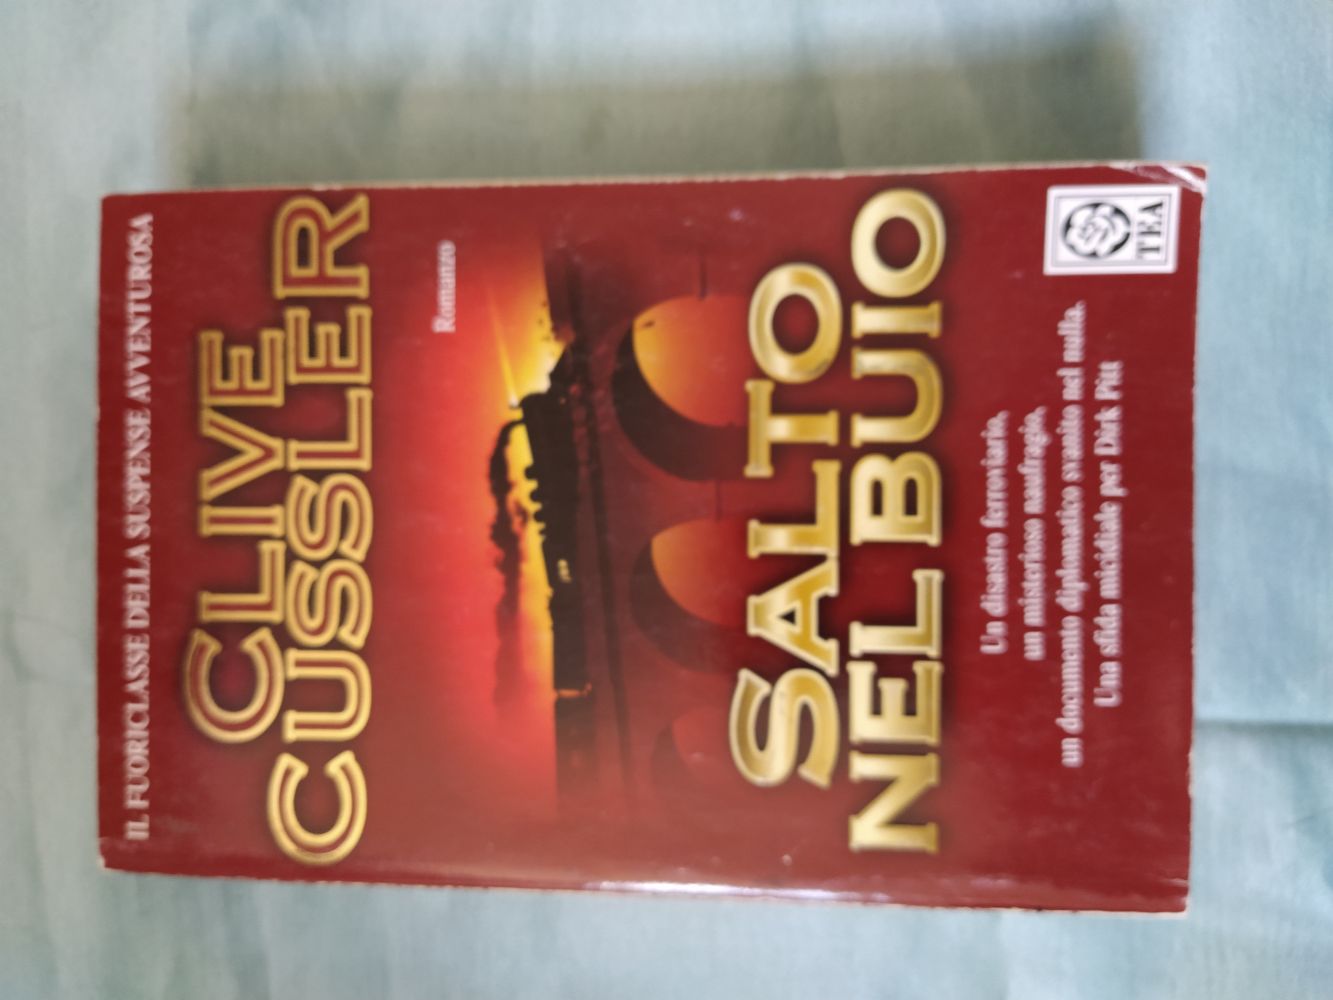 IL FUORICLASSE DELLA SUSPENSE AVVENTUROSA
CLIVE
CUSSLER
Romanzo
SALTO
NEL BUIO
Un disastro ferroviario,
un misterioso naufragio,
un documento diplomatico svanito nel nulla.
Una sfida micidiale per Dirk Pitt
TEA